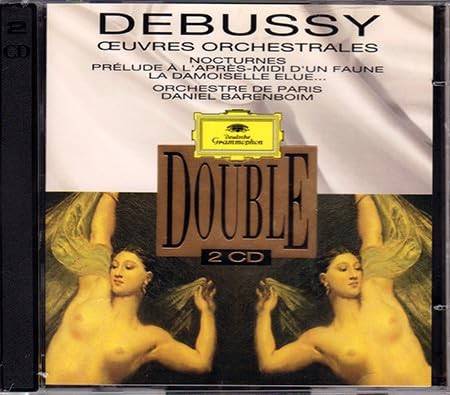 2
CD
DEBUSSY
ŒUVRES ORCHESTRALES
NOCTURNES
PRÉLUDE À L'APRÈS-MIDI D'UN FAUNE
LA DAMOISELLE ELUE...
ORCHESTRE DE PARIS
DANIEL BARENBOIM
Deutsche
Grammophon
DOUBLE
2 CD